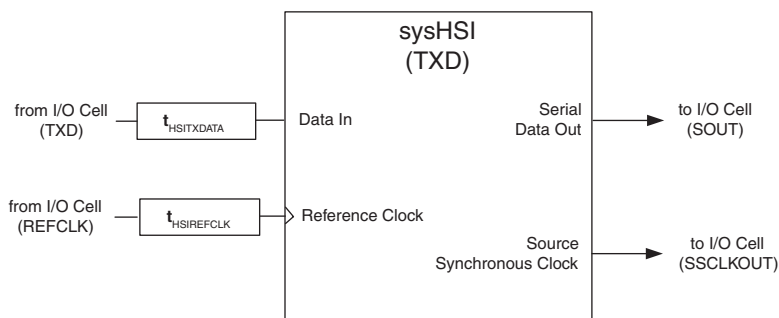 sysHSI
(TXD)
from I/O Cell
(TXD)
tHSITXDATA
Data In
Serial
Data Out
to I/O Cell
(SOUT)
from I/O Cell
(REFCLK)
tHSIREFCLK
Reference Clock
Source
Synchronous Clock
to I/O Cell
(SSCLKOUT)